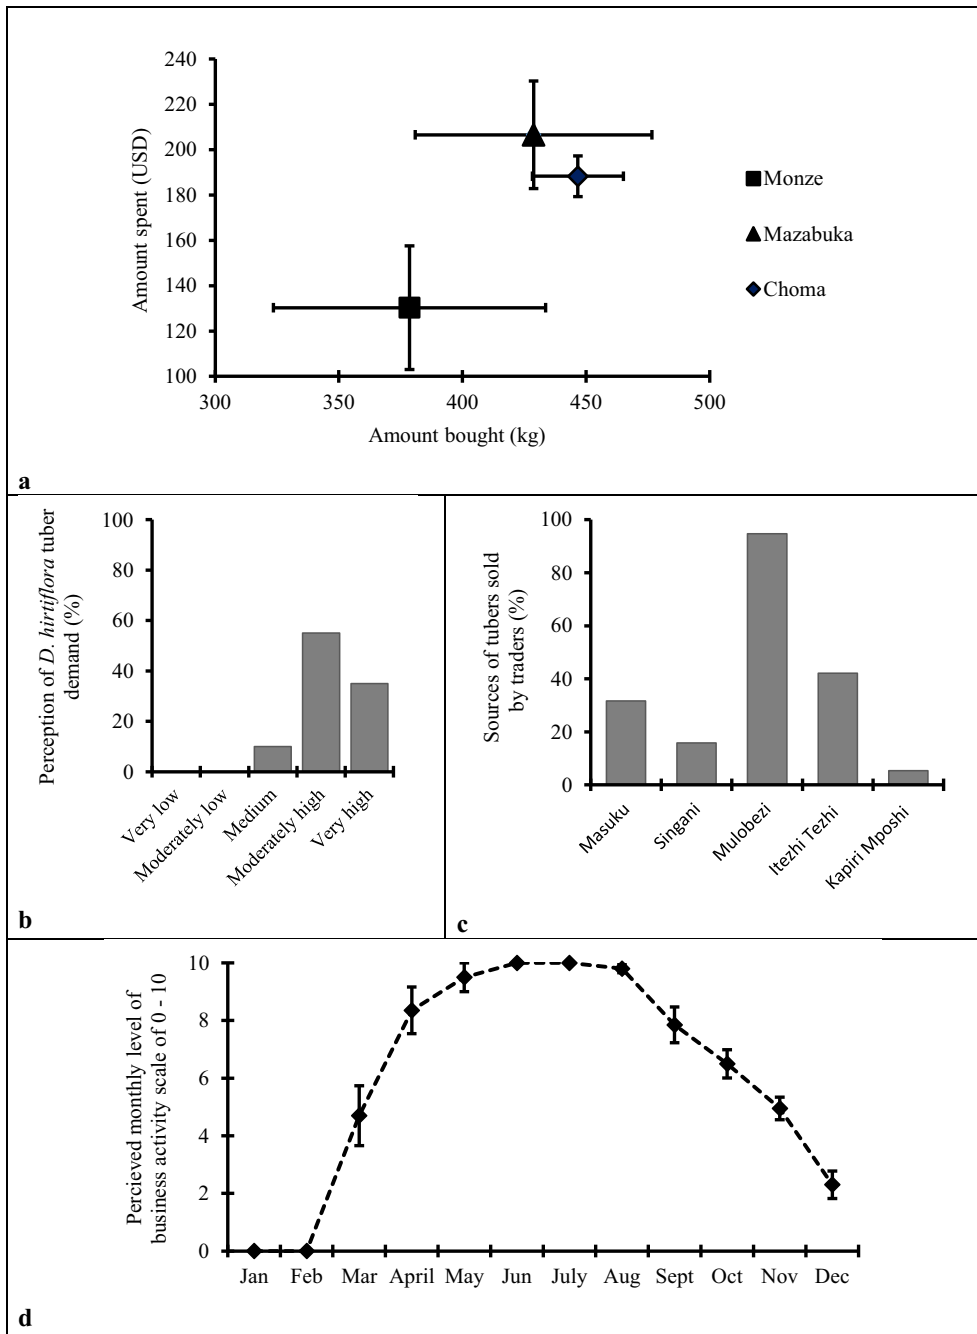 240
220
200
180
160
140
120
100
Amount spent (USD)
300 350 400 450 500
Amount bought (kg)
Monze
Mazabuka
Choma
a
Perception of D. hirtiflora tuber
demand (%)
100
80
60
40
20
0
Very low
Moderately low
Medium
Moderately high
Very high
b
Sources of tubers sold
by traders (%)
100
80
60
40
20
0
Masuku
Singani
Mulobezi
Itezhi Tezhi
Kapiri Mposhi
c
Percieved monthly level of
business activity scale of 0 - 10
10
8
6
4
2
0
Jan Feb Mar April May Jun July Aug Sept Oct Nov Dec
d